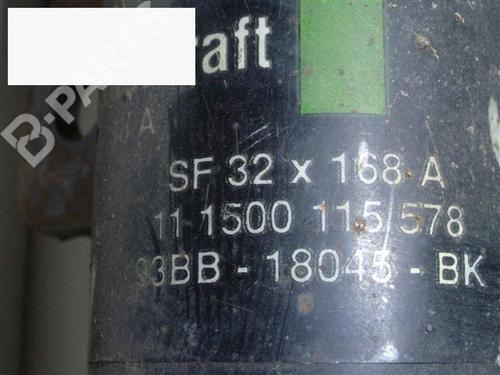 raft
A
SF 32 x 168 A
11 1500 115 578
93BB - 18045 - BK
B-PARTS